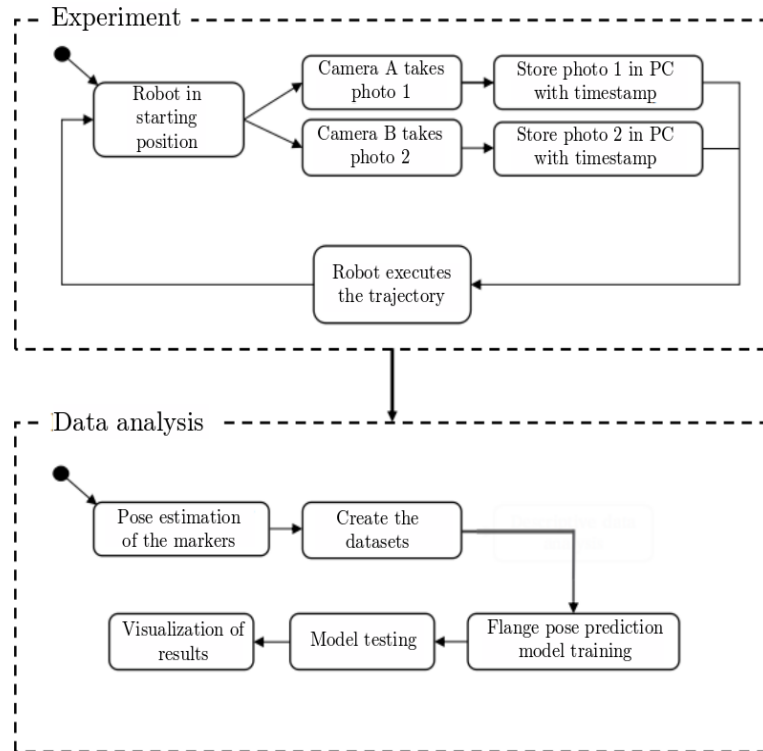 Experiment
Robot in
starting
position
Camera A takes
photo 1
Store photo 1 in PC
with timestamp
Camera B takes
photo 2
Store photo 2 in PC
with timestamp
Robot executes
the trajectory
Data analysis
Pose estimation
of the markers
Create the
datasets
Flange pose prediction
model training
Model testing
Visualization of
results